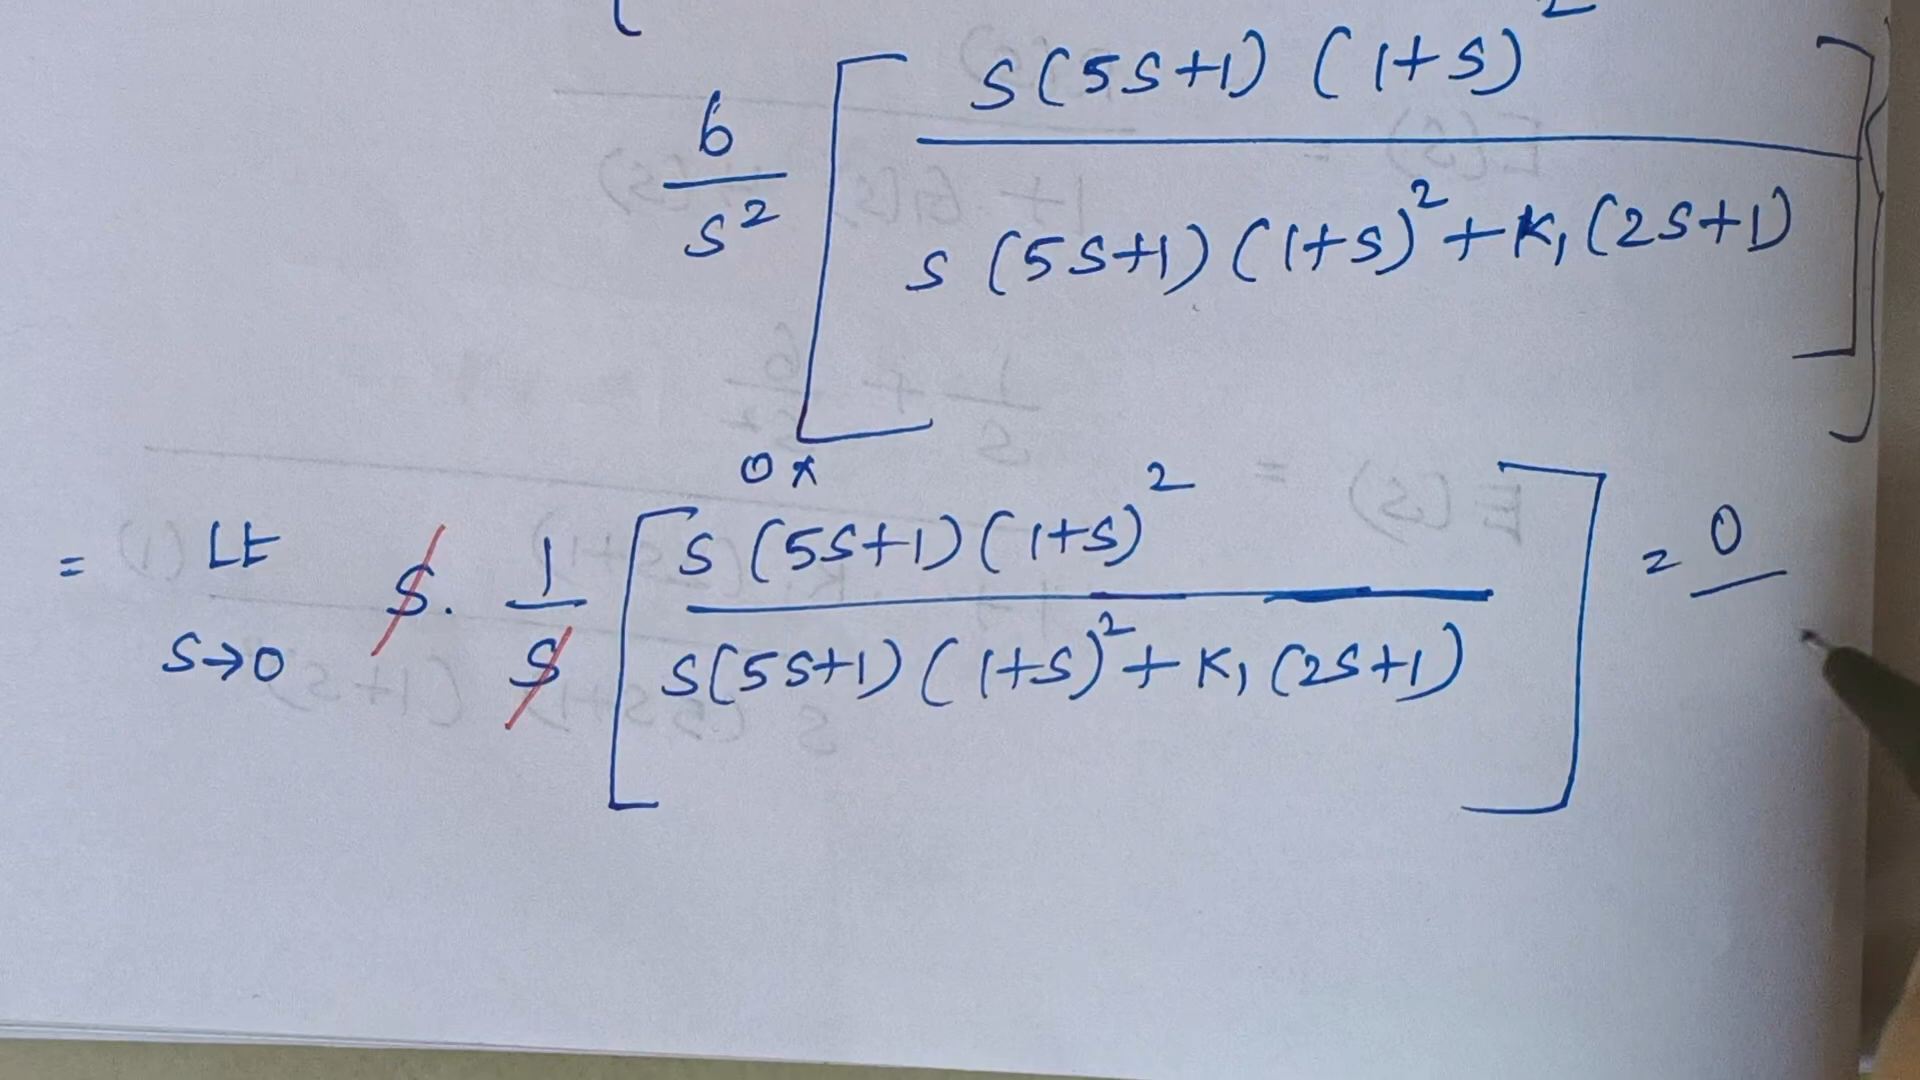 6/s² [ s(5s+1)(1+s)² / s(5s+1)(1+s)²+K₁(2s+1) ] }
0 x
= Lt s→0 s. 1/s [ s(5s+1)(1+s)² / s(5s+1)(1+s)²+K₁(2s+1) ] = 0